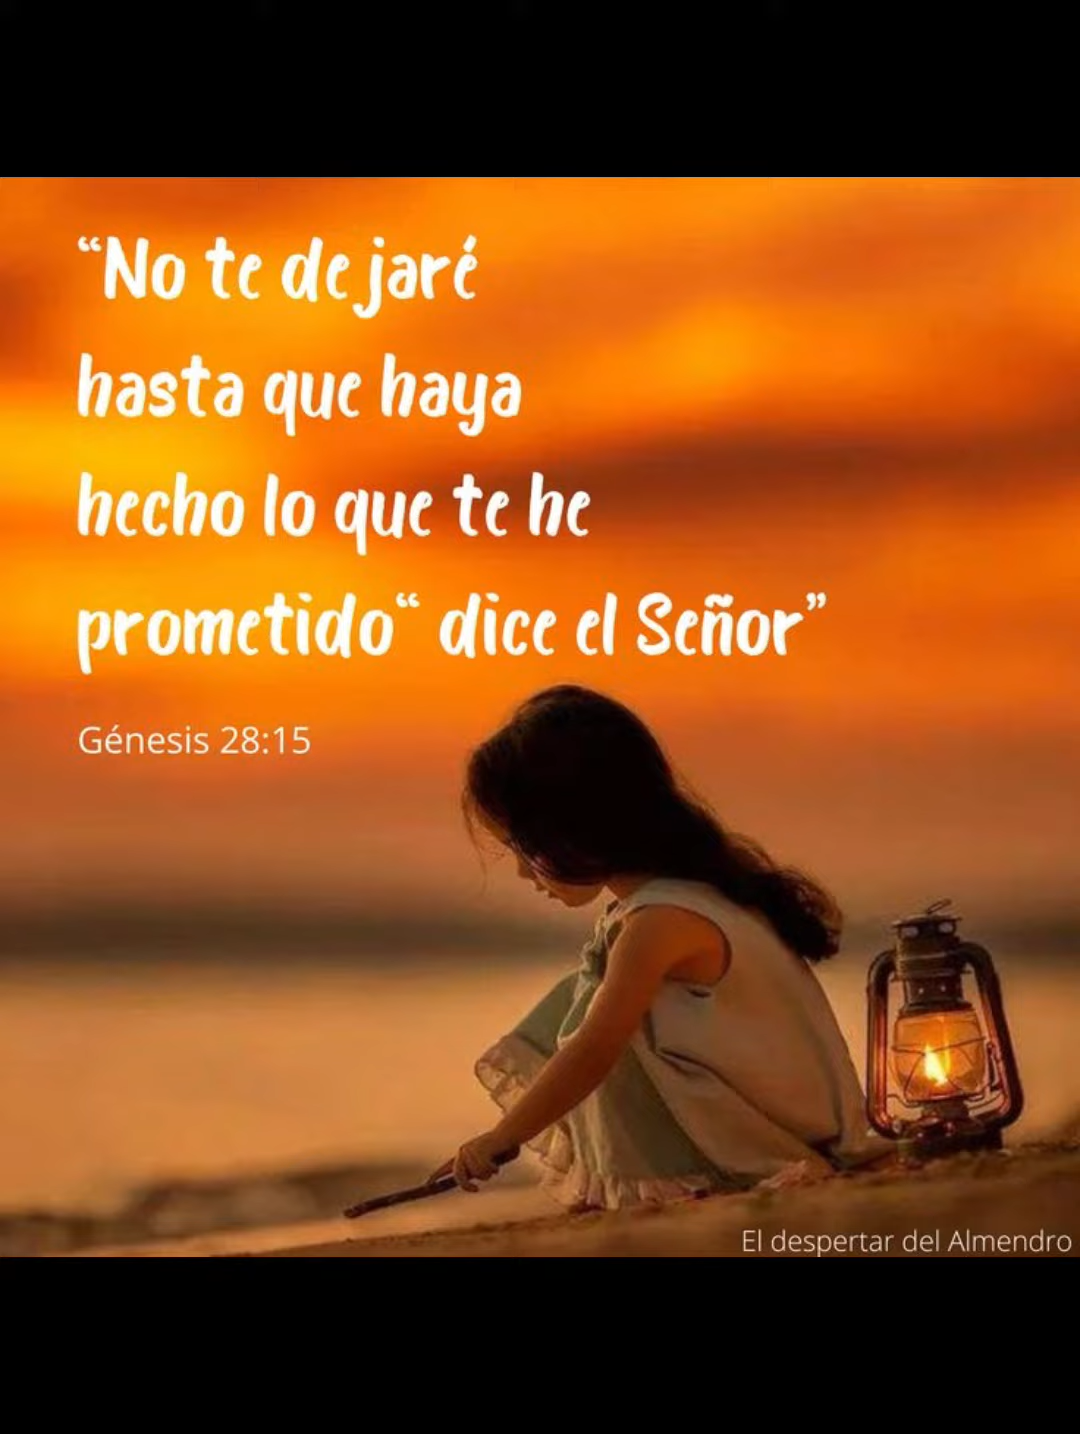 “No te dejaré
hasta que haya
hecho lo que te he
prometido“ dice el Señor”
Génesis 28:15
El despertar del Almendro